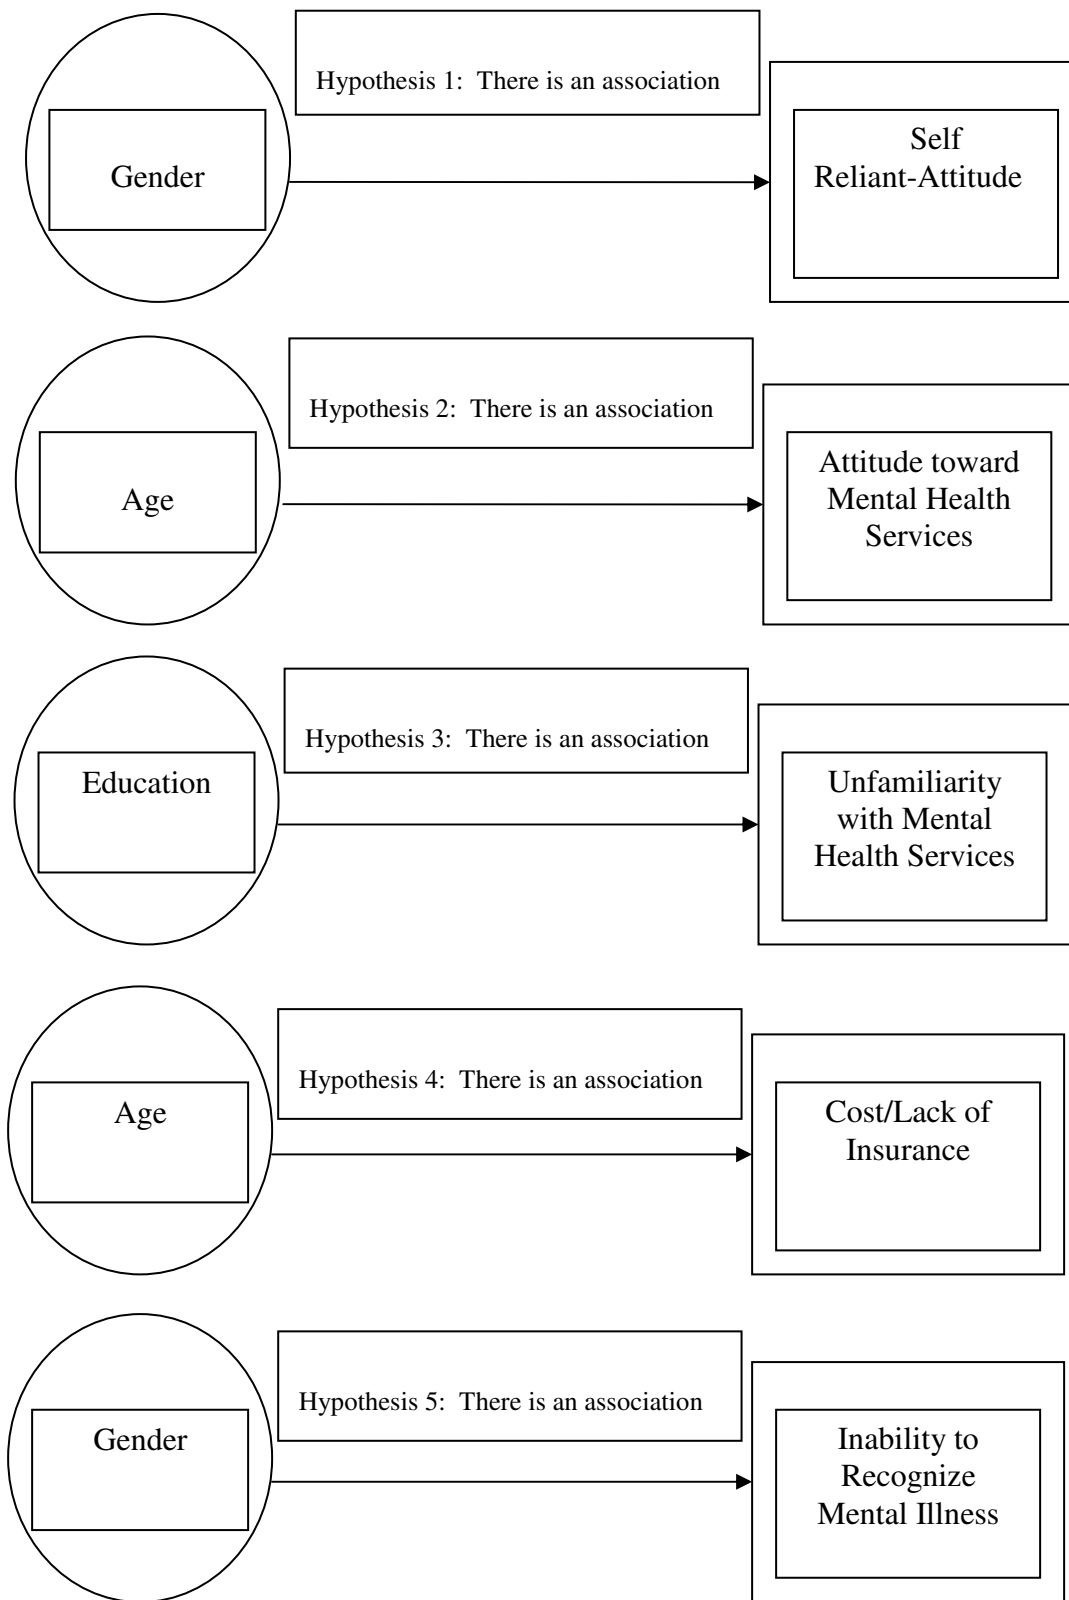 Hypothesis 1: There is an association
Gender
Self
Reliant-Attitude
Hypothesis 2: There is an association
Age
Attitude toward
Mental Health
Services
Hypothesis 3: There is an association
Education
Unfamiliarity
with Mental
Health Services
Hypothesis 4: There is an association
Age
Cost/Lack of
Insurance
Hypothesis 5: There is an association
Gender
Inability to
Recognize
Mental Illness